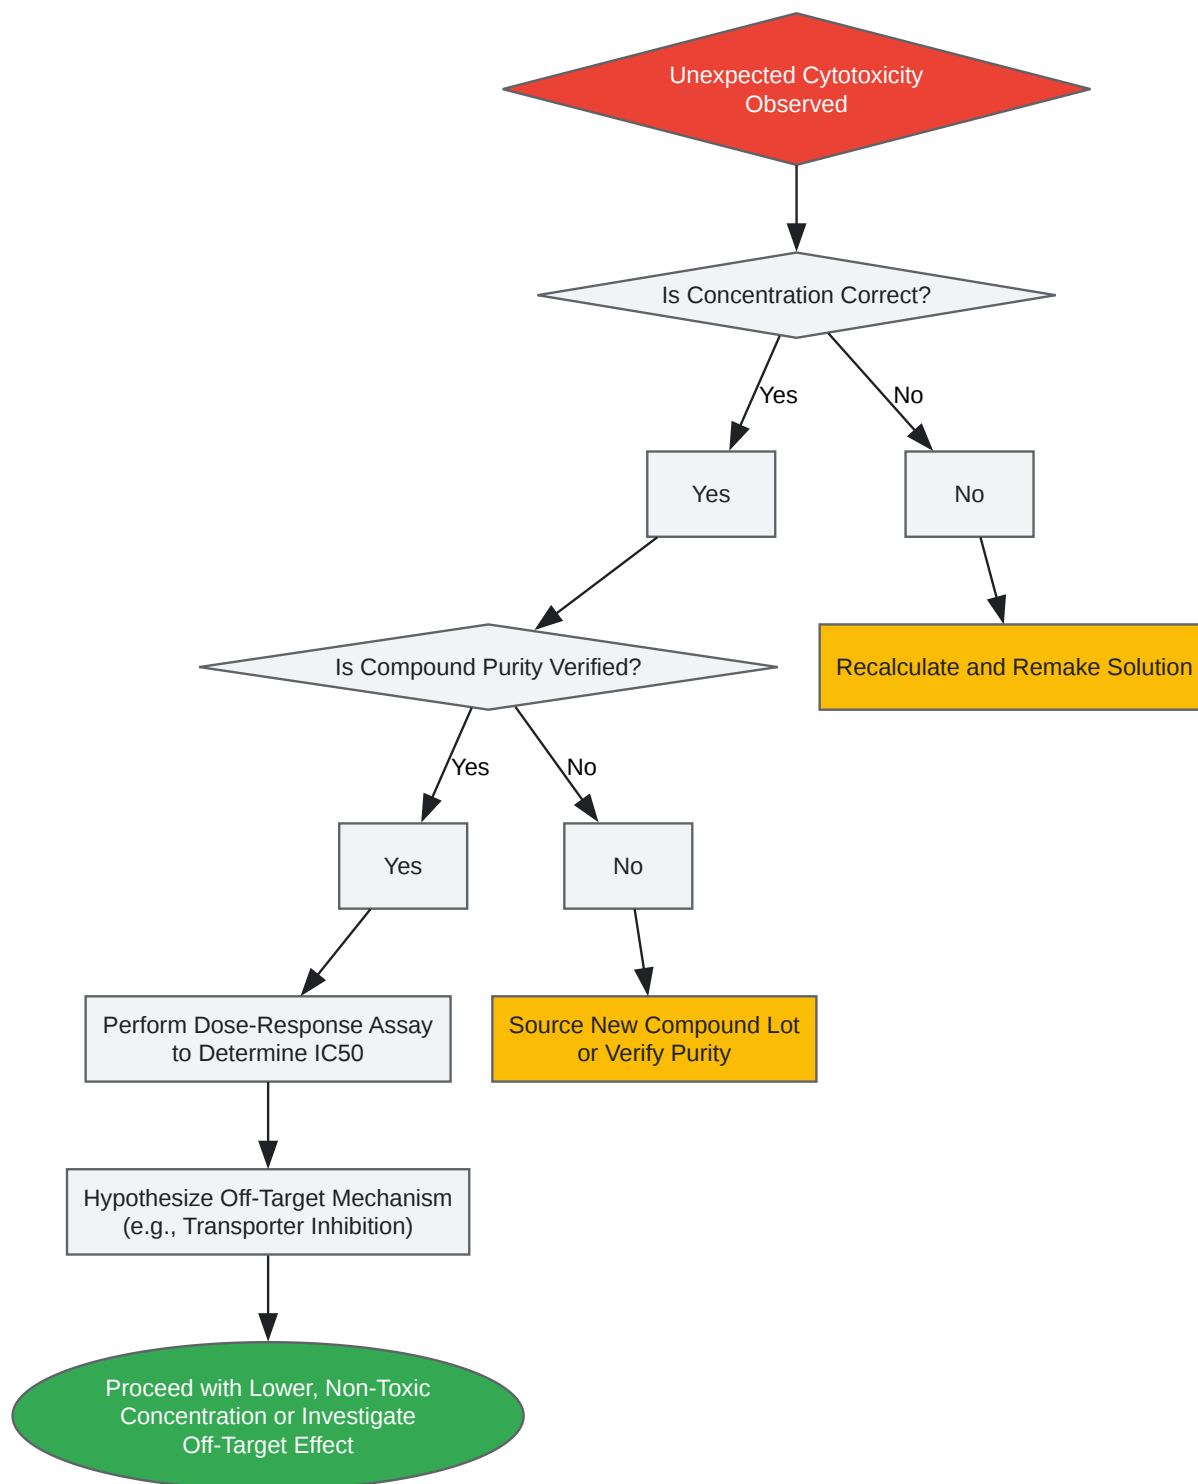 Unexpected Cytotoxicity
Observed
Is Concentration Correct?
Yes
No
Yes
No
Is Compound Purity Verified?
Recalculate and Remake Solution
Yes
No
Yes
No
Perform Dose-Response Assay
to Determine IC50
Source New Compound Lot
or Verify Purity
Hypothesize Off-Target Mechanism
(e.g., Transporter Inhibition)
Proceed with Lower, Non-Toxic
Concentration or Investigate
Off-Target Effect